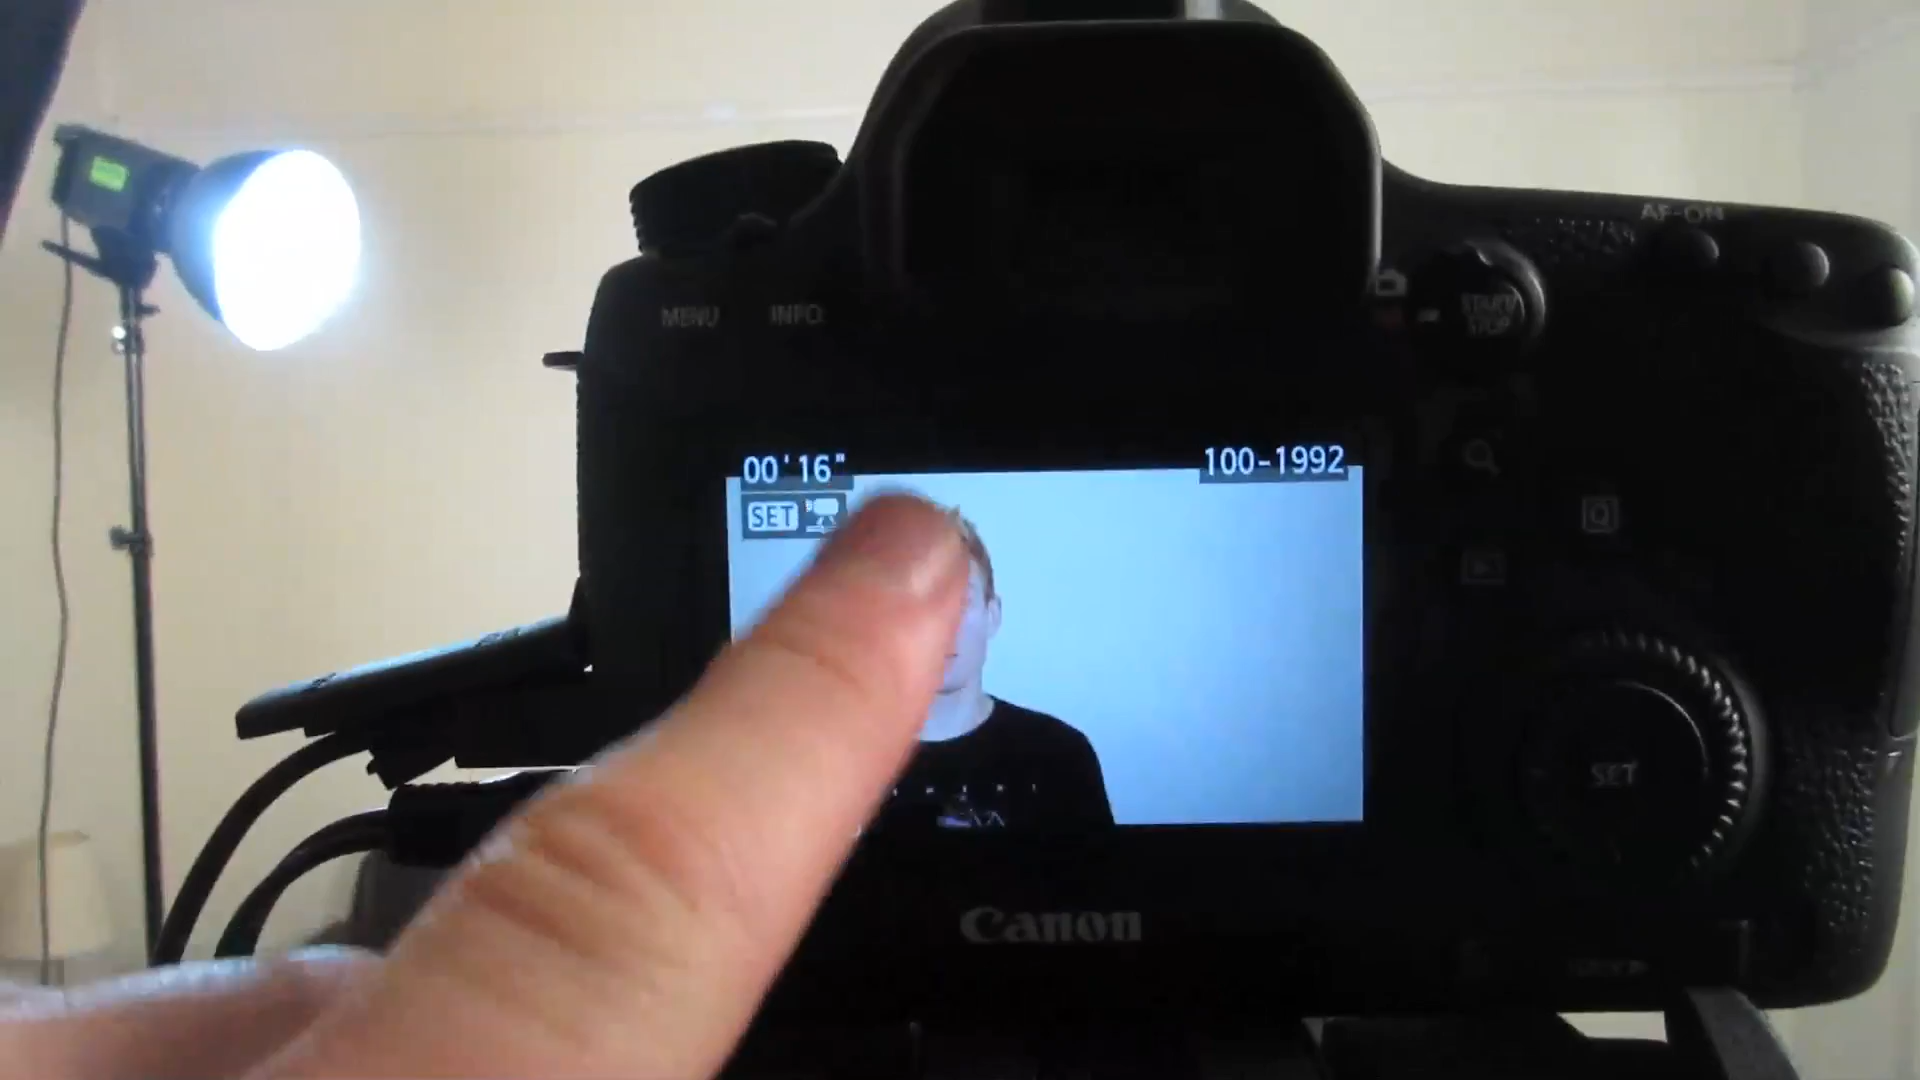 AF-ON
MENU INFO
START/
STOP
00'16" 100-1992
SET
Q
SET
Canon